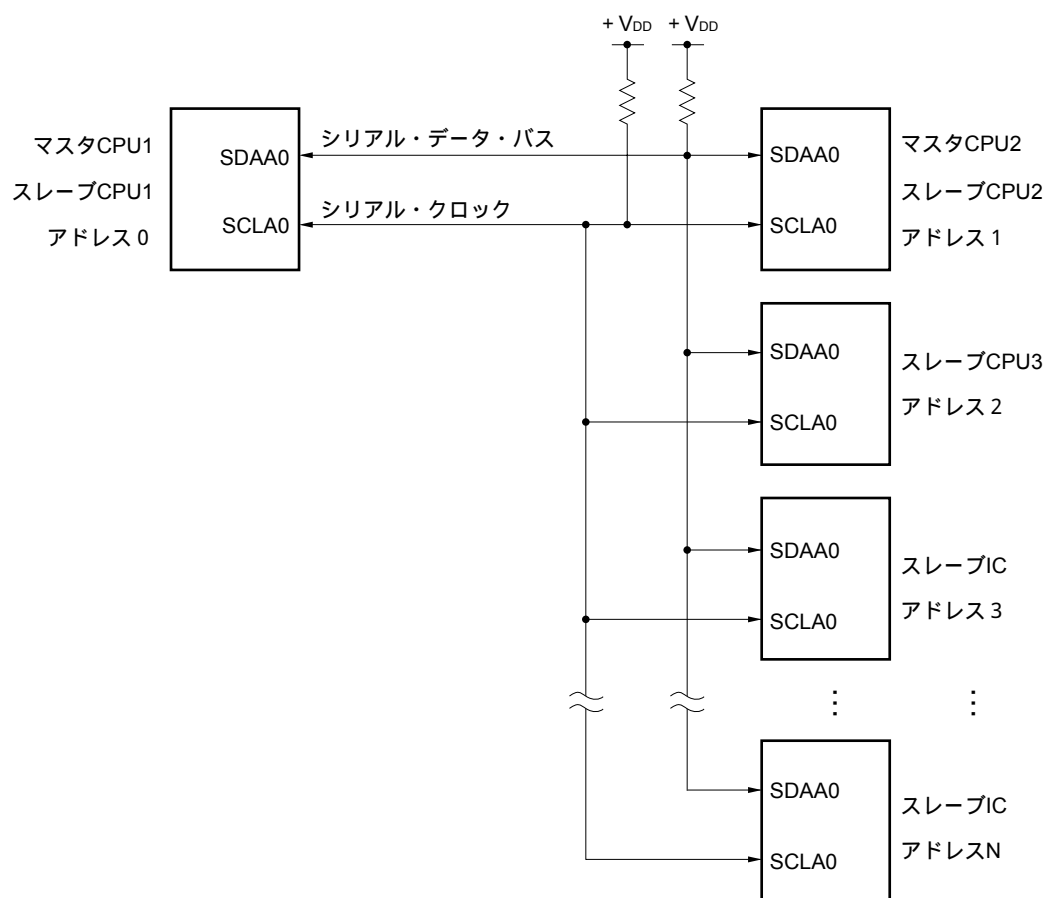 + VDD
+ VDD
マスタCPU1
スレーブCPU1
アドレス 0
SDAA0
SCLA0
シリアル・データ・バス
シリアル・クロック
SDAA0
SCLA0
マスタCPU2
スレーブCPU2
アドレス 1
SDAA0
SCLA0
スレーブCPU3
アドレス 2
SDAA0
SCLA0
スレーブIC
アドレス 3
SDAA0
SCLA0
スレーブIC
アドレスN